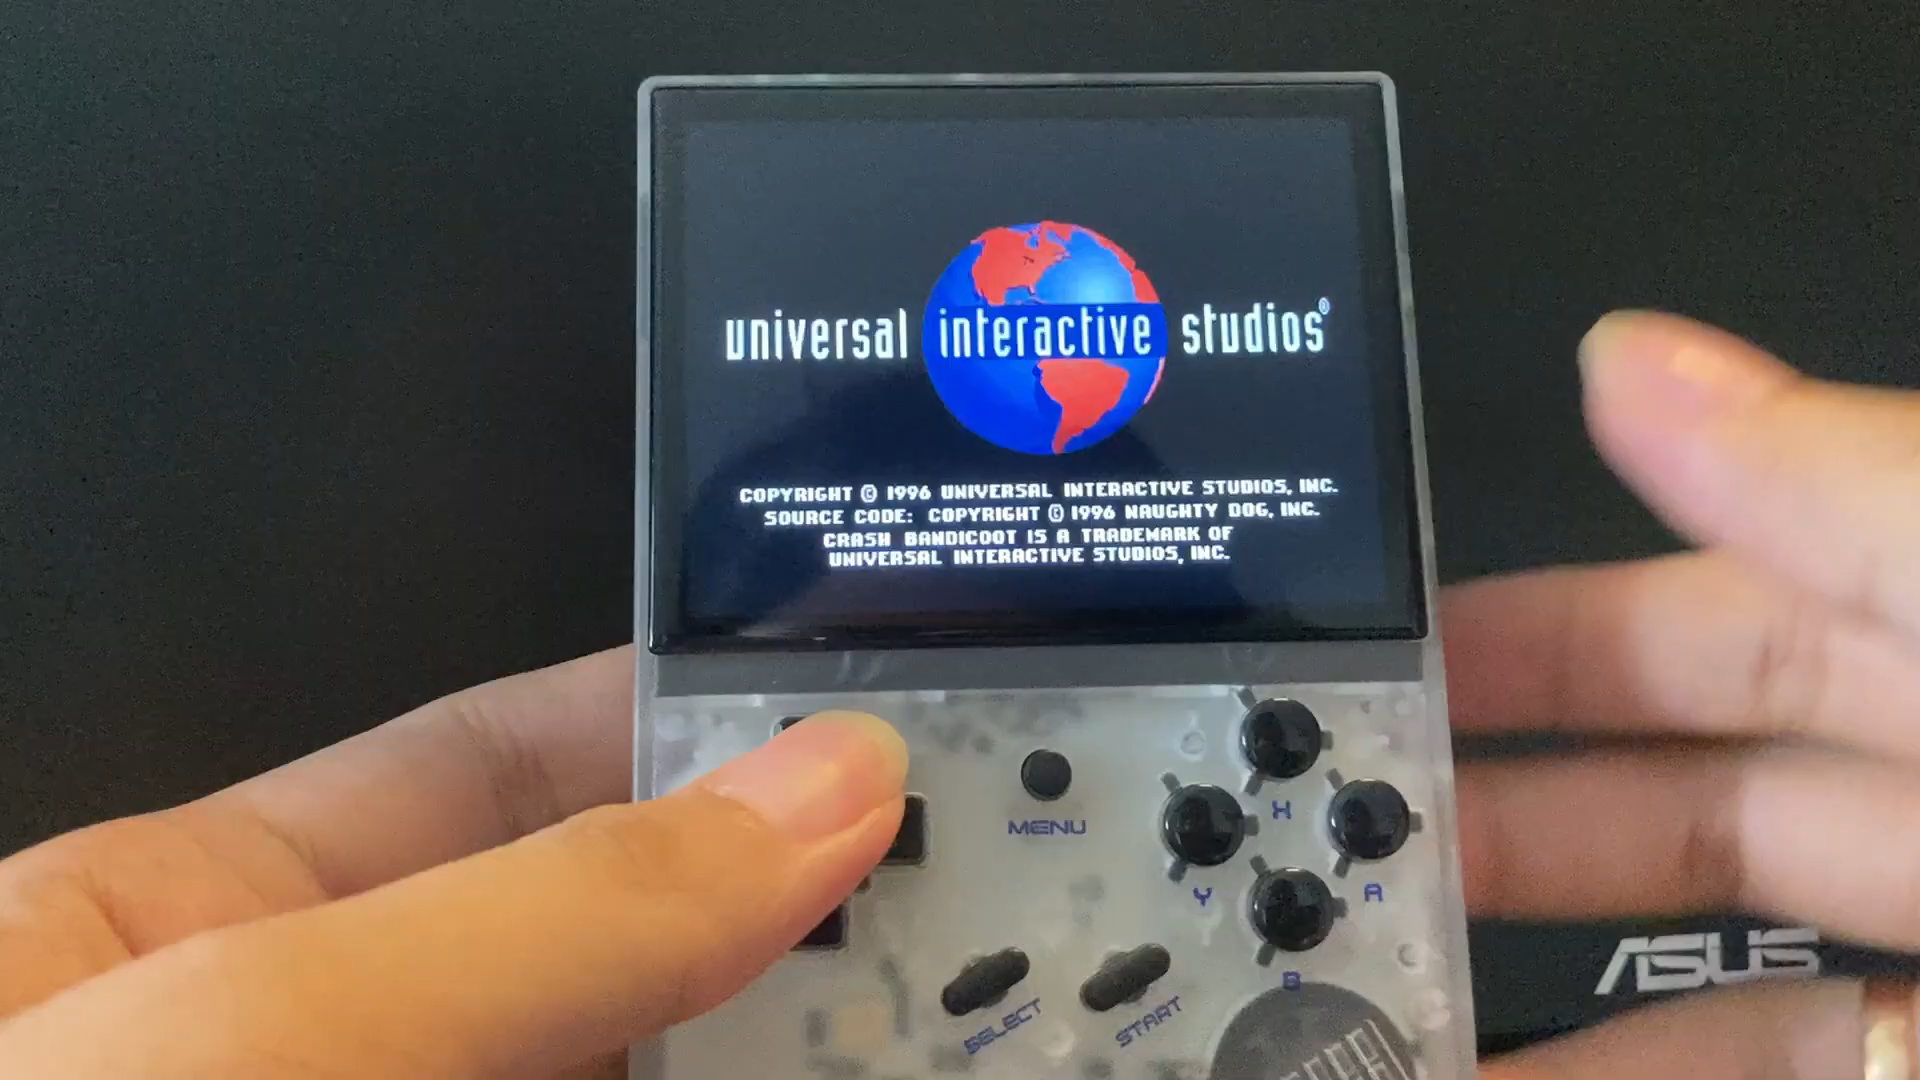 universal interactive studios®
COPYRIGHT © 1996 UNIVERSAL INTERACTIVE STUDIOS, INC.
SOURCE CODE: COPYRIGHT © 1996 NAUGHTY DOG, INC.
CRASH BANDICOOT IS A TRADEMARK OF
UNIVERSAL INTERACTIVE STUDIOS, INC.
MENU
X
Y
A
B
SELECT
START
ASUS